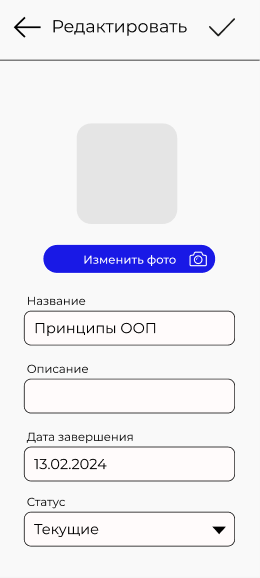 Редактировать
Изменить фото
Название
Принципы ООП
Описание
Дата завершения
13.02.2024
Статус
Текущие